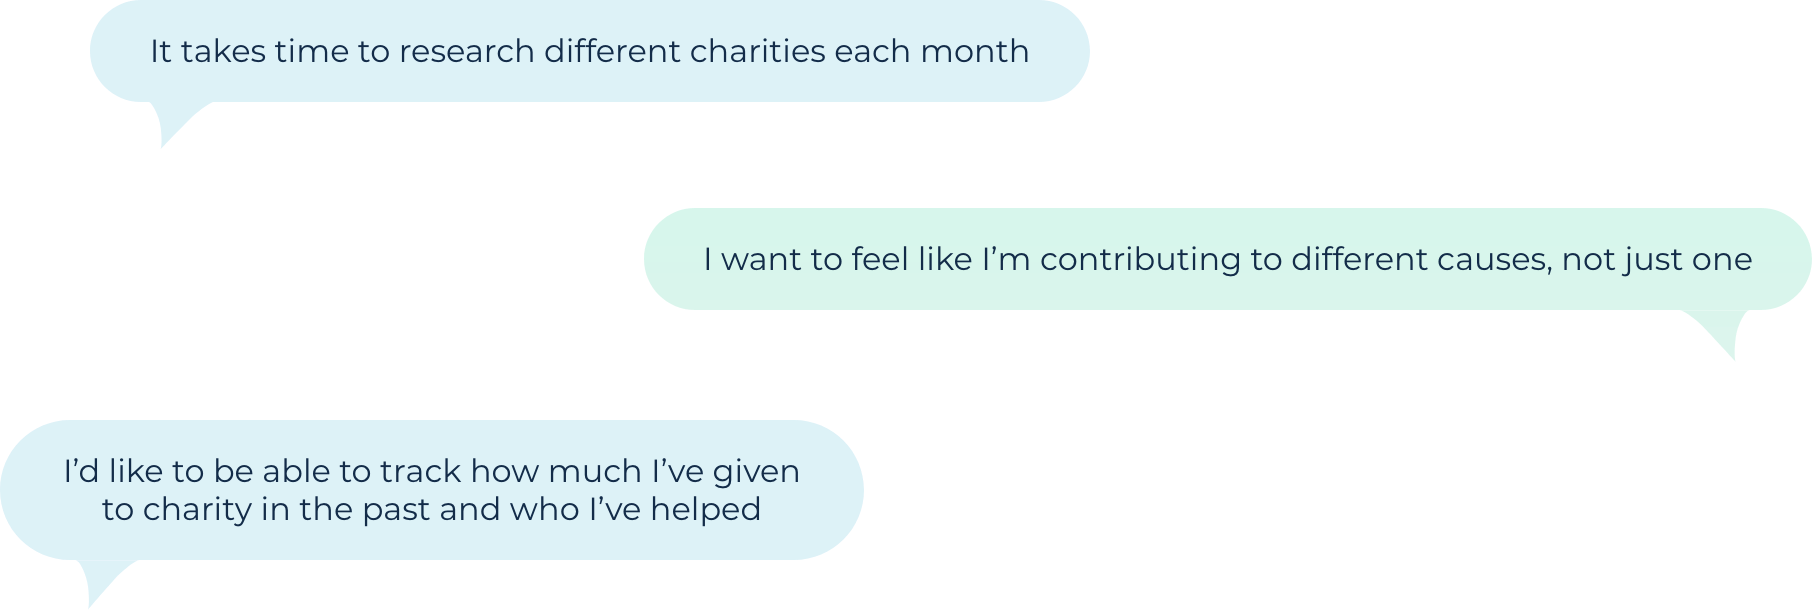 It takes time to research different charities each month
I want to feel like I’m contributing to different causes, not just one
I’d like to be able to track how much I’ve given
to charity in the past and who I’ve helped